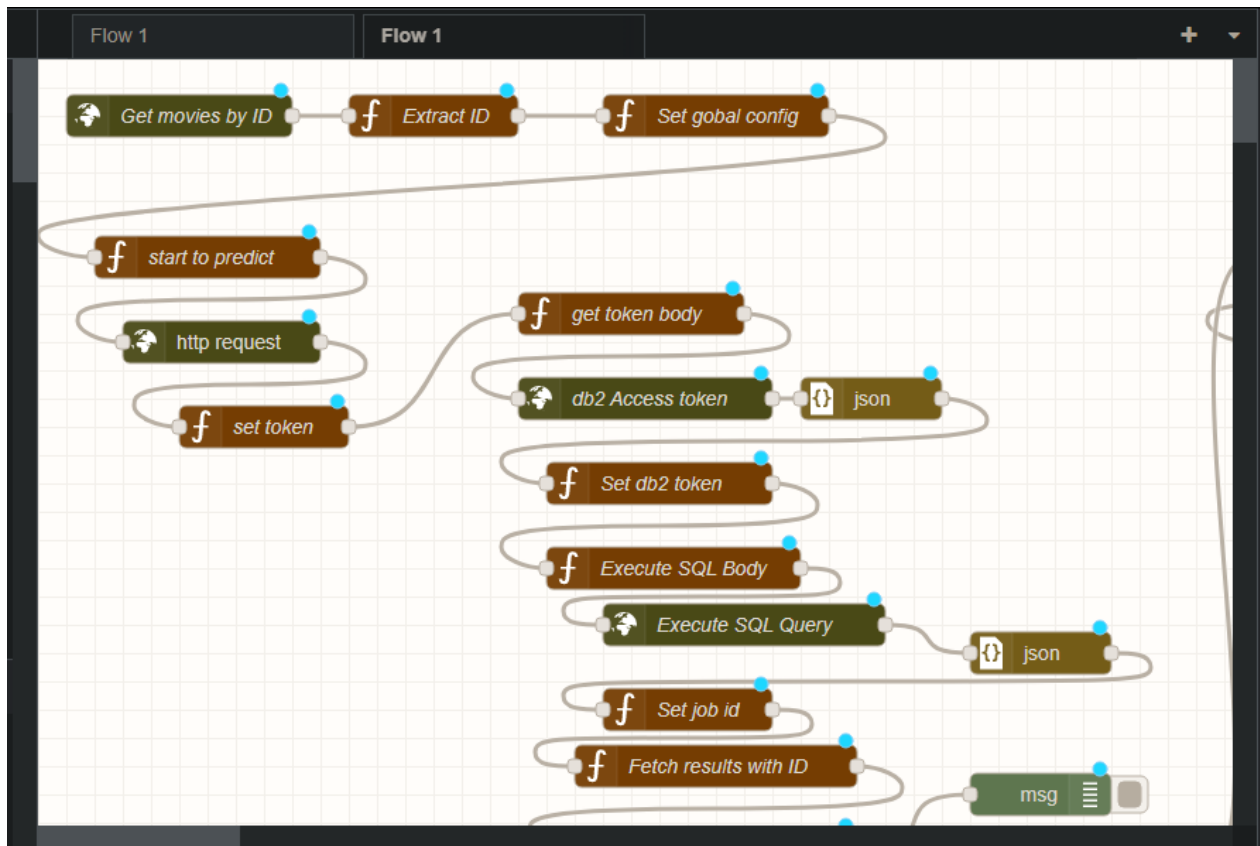 Flow 1
Flow 1
Get movies by ID
Extract ID
Set gobal config
start to predict
http request
set token
get token body
db2 Access token
json
Set db2 token
Execute SQL Body
Execute SQL Query
json
Set job id
Fetch results with ID
msg